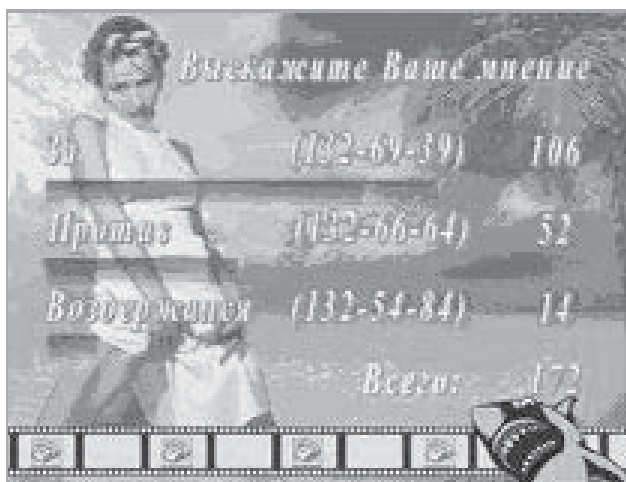 Выскажите Ваше мнение
За (132-69-39) 106
Против (132-66-64) 52
Воздержался (132-54-84) 14
Всего: 172